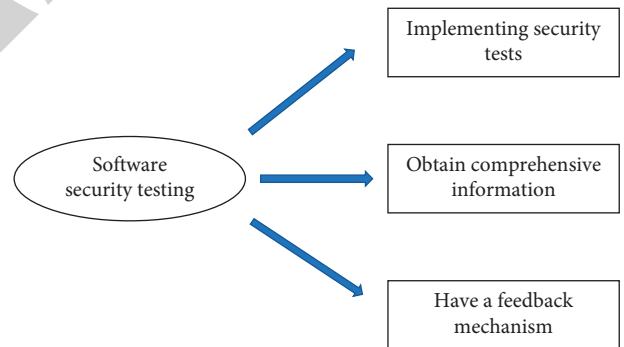 Implementing security
tests
Software
security testing
Obtain comprehensive
information
Have a feedback
mechanism